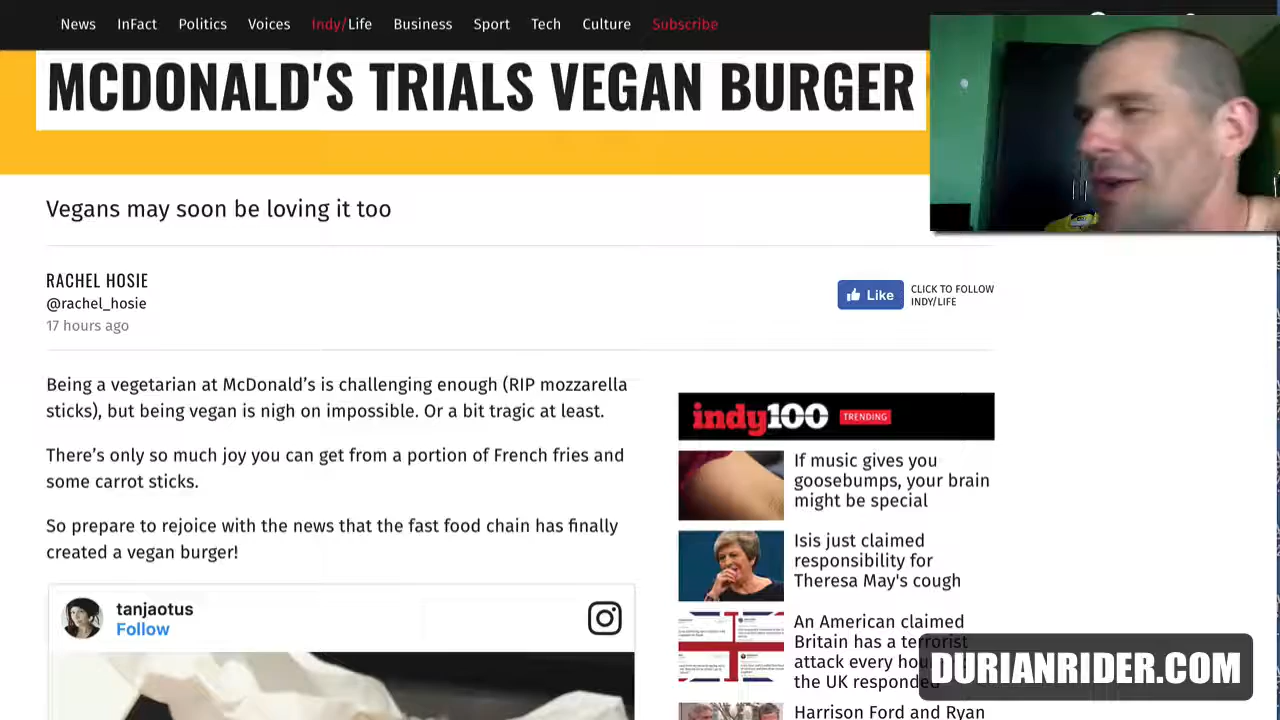 News InFact Politics Voices Indy/Life Business Sport Tech Culture Subscribe
MCDONALD'S TRIALS VEGAN BURGER
Vegans may soon be loving it too
RACHEL HOSIE
@rachel_hosie
17 hours ago
Like
CLICK TO FOLLOW
INDY/LIFE
Being a vegetarian at McDonald's is challenging enough (RIP mozzarella
sticks), but being vegan is nigh on impossible. Or a bit tragic at least.
There's only so much joy you can get from a portion of French fries and
some carrot sticks.
So prepare to rejoice with the news that the fast food chain has finally
created a vegan burger!
tanjaotus
Follow
indy100 TRENDING
If music gives you
goosebumps, your brain
might be special
Isis just claimed
responsibility for
Theresa May's cough
An American claimed
Britain has a terrorist
attack every hou
the UK responded
Harrison Ford and Ryan
DURIANRIDER.COM